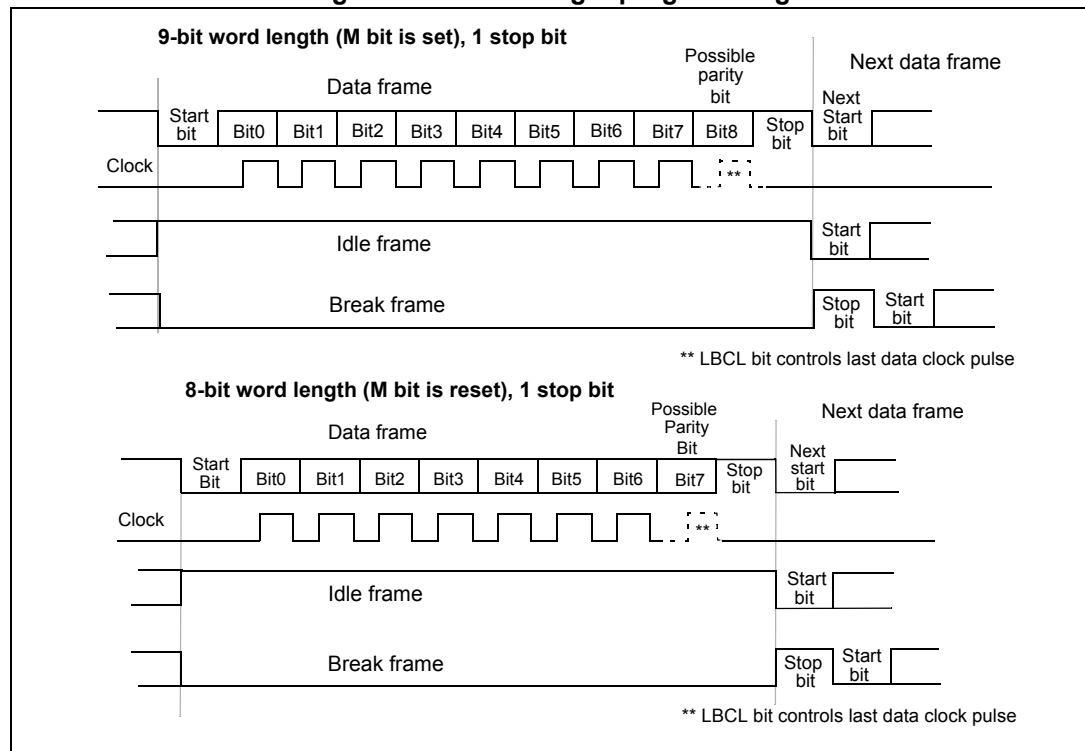 9-bit word length (M bit is set), 1 stop bit
Possible
parity
bit
Next data frame
Data frame
Next
Start
bit
Start
bit
Bit0 Bit1 Bit2 Bit3 Bit4 Bit5 Bit6 Bit7 Bit8
Stop
bit
Clock
**
Idle frame
Start
bit
Break frame
Stop
bit
Start
bit
** LBCL bit controls last data clock pulse
8-bit word length (M bit is reset), 1 stop bit
Possible
Parity
Bit
Next data frame
Data frame
Next
start
bit
Start
Bit
Bit0 Bit1 Bit2 Bit3 Bit4 Bit5 Bit6 Bit7
Stop
bit
Clock
**
Idle frame
Start
bit
Break frame
Stop
bit
Start
bit
** LBCL bit controls last data clock pulse